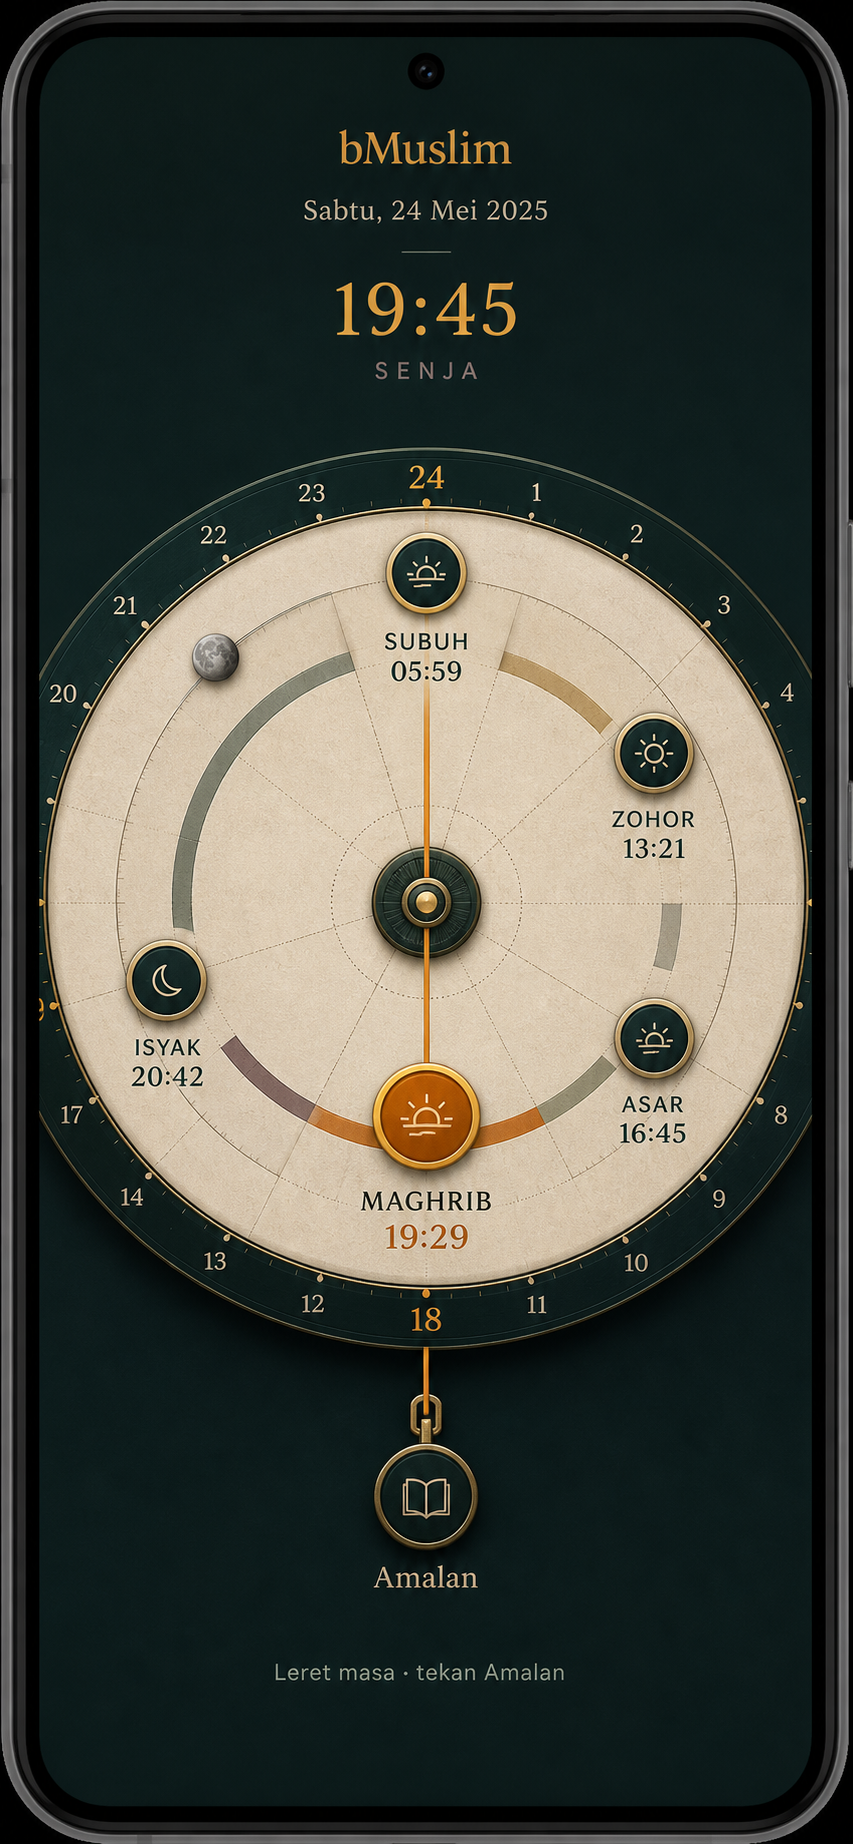 bMuslim
Sabtu, 24 Mei 2025
19:45
SENJA
24
23
1
22
2
21
3
20
4
SUBUH
05:59
ZOHOR
13:21
ISYAK
20:42
ASAR
16:45
17
8
MAGHRIB
19:29
14
9
13
10
12
11
18
Amalan
Leret masa · tekan Amalan